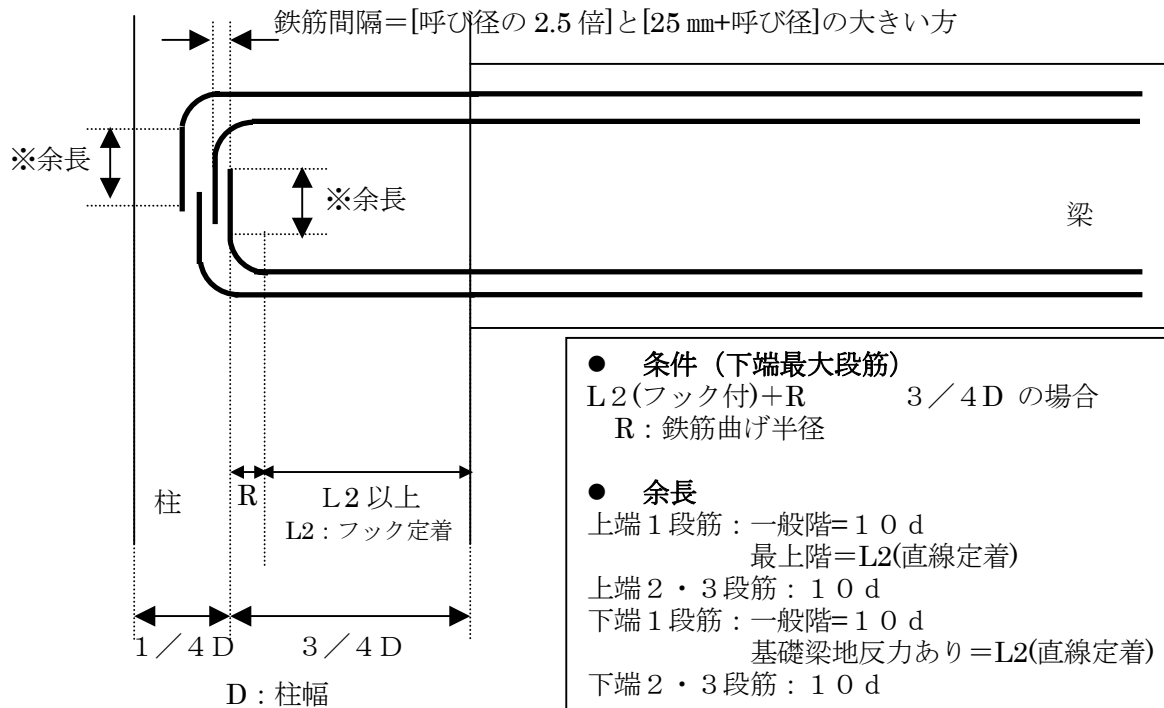 鉄筋間隔＝[呼び径の 2.5 倍]と[25 ㎜+呼び径]の大きい方
※余長
※余長
梁
柱
R
L２以上
L2：フック定着
１／４D
３／４D
D：柱幅
● 条件（下端最大段筋）
L２(フック付)＋R ３／４D の場合
R：鉄筋曲げ半径
● 余長
上端１段筋：一般階=１０ｄ
最上階＝L2(直線定着)
上端２・３段筋：１０ｄ
下端１段筋：一般階=１０ｄ
基礎梁地反力あり＝L2(直線定着)
下端２・３段筋：１０ｄ